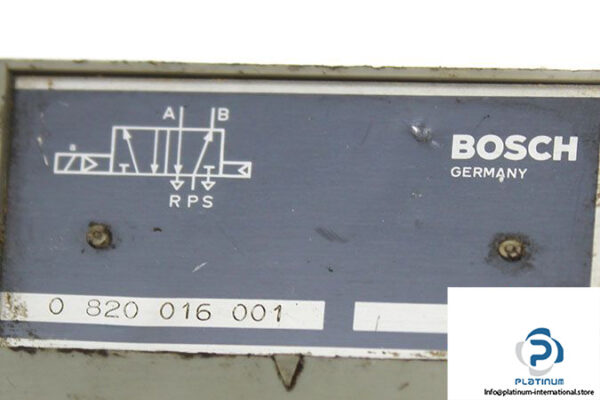 A B
BOSCH
GERMANY
a
R P S
0 820 016 001
PLATINUM
Info@platinum-international.store